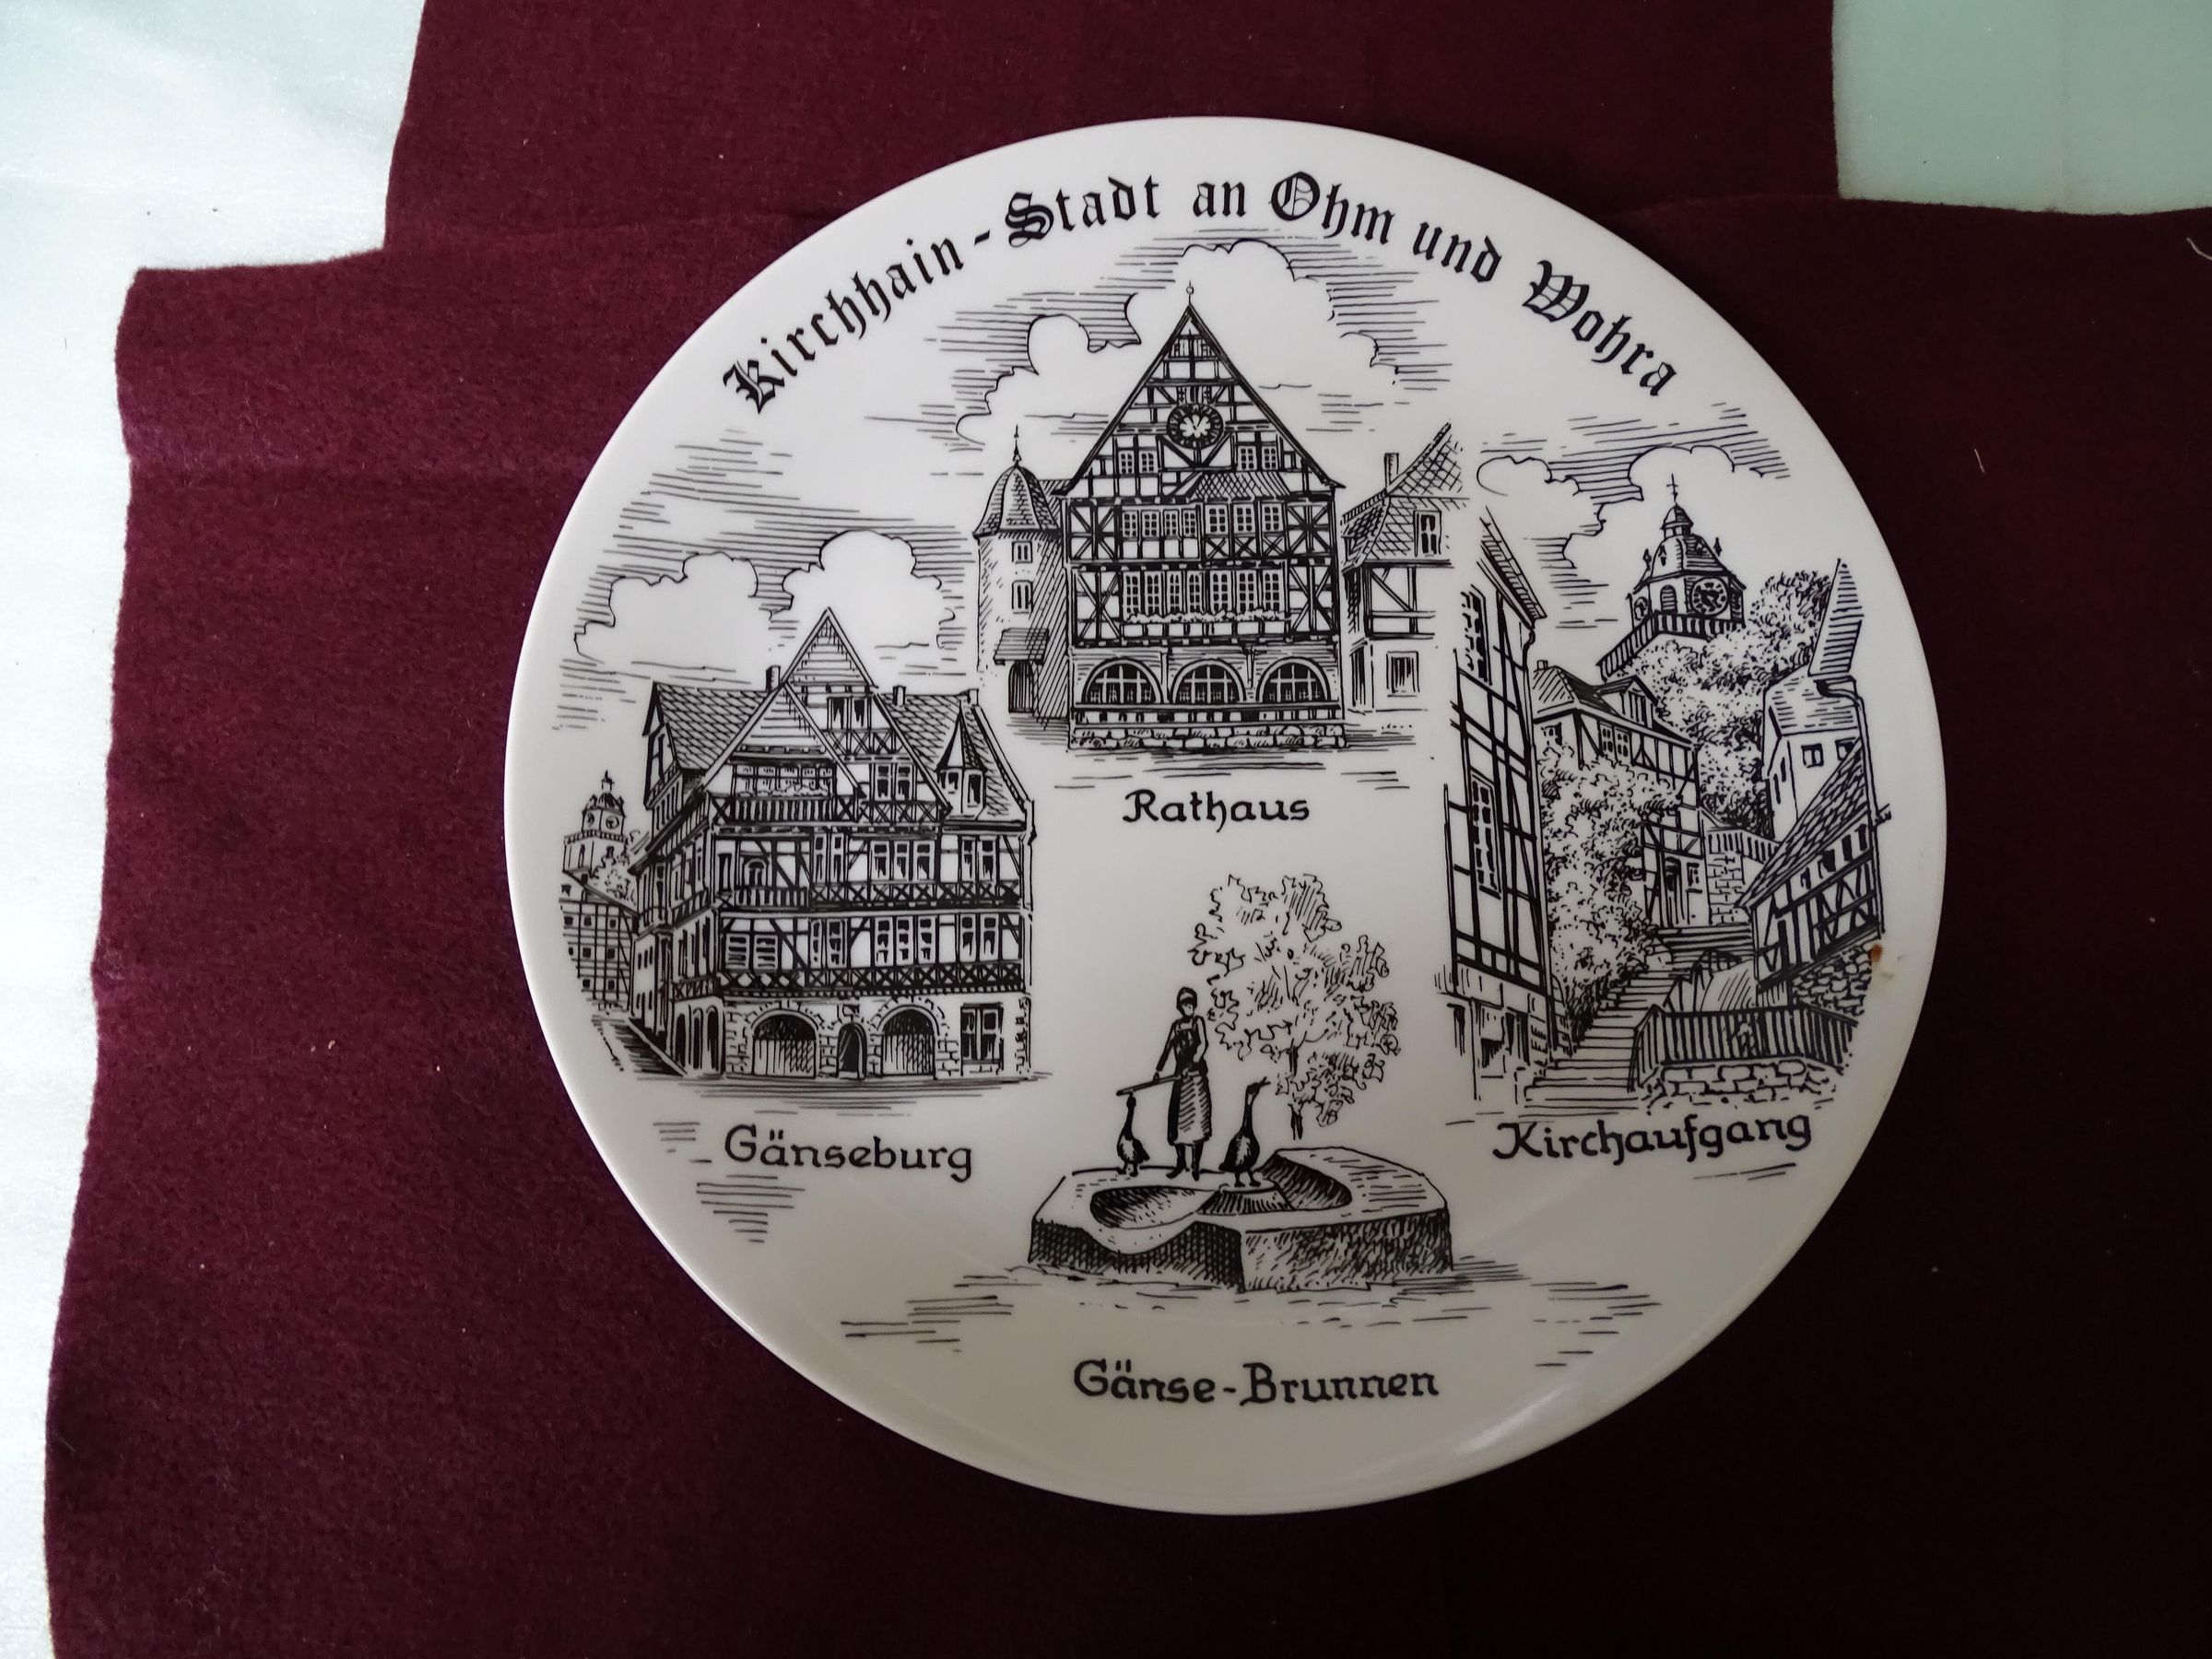 Kirchhain-Stadt an Ohm und Wohra
Rathaus
Gänseburg
Kirchaufgang
Gänse-Brunnen